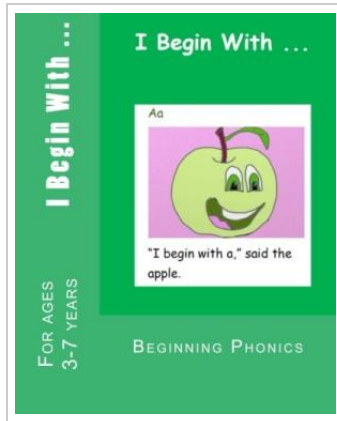 I Begin With ...
FOR AGES
3-7 YEARS
I Begin With ...
Aa
"I begin with a," said the
apple.
BEGINNING PHONICS